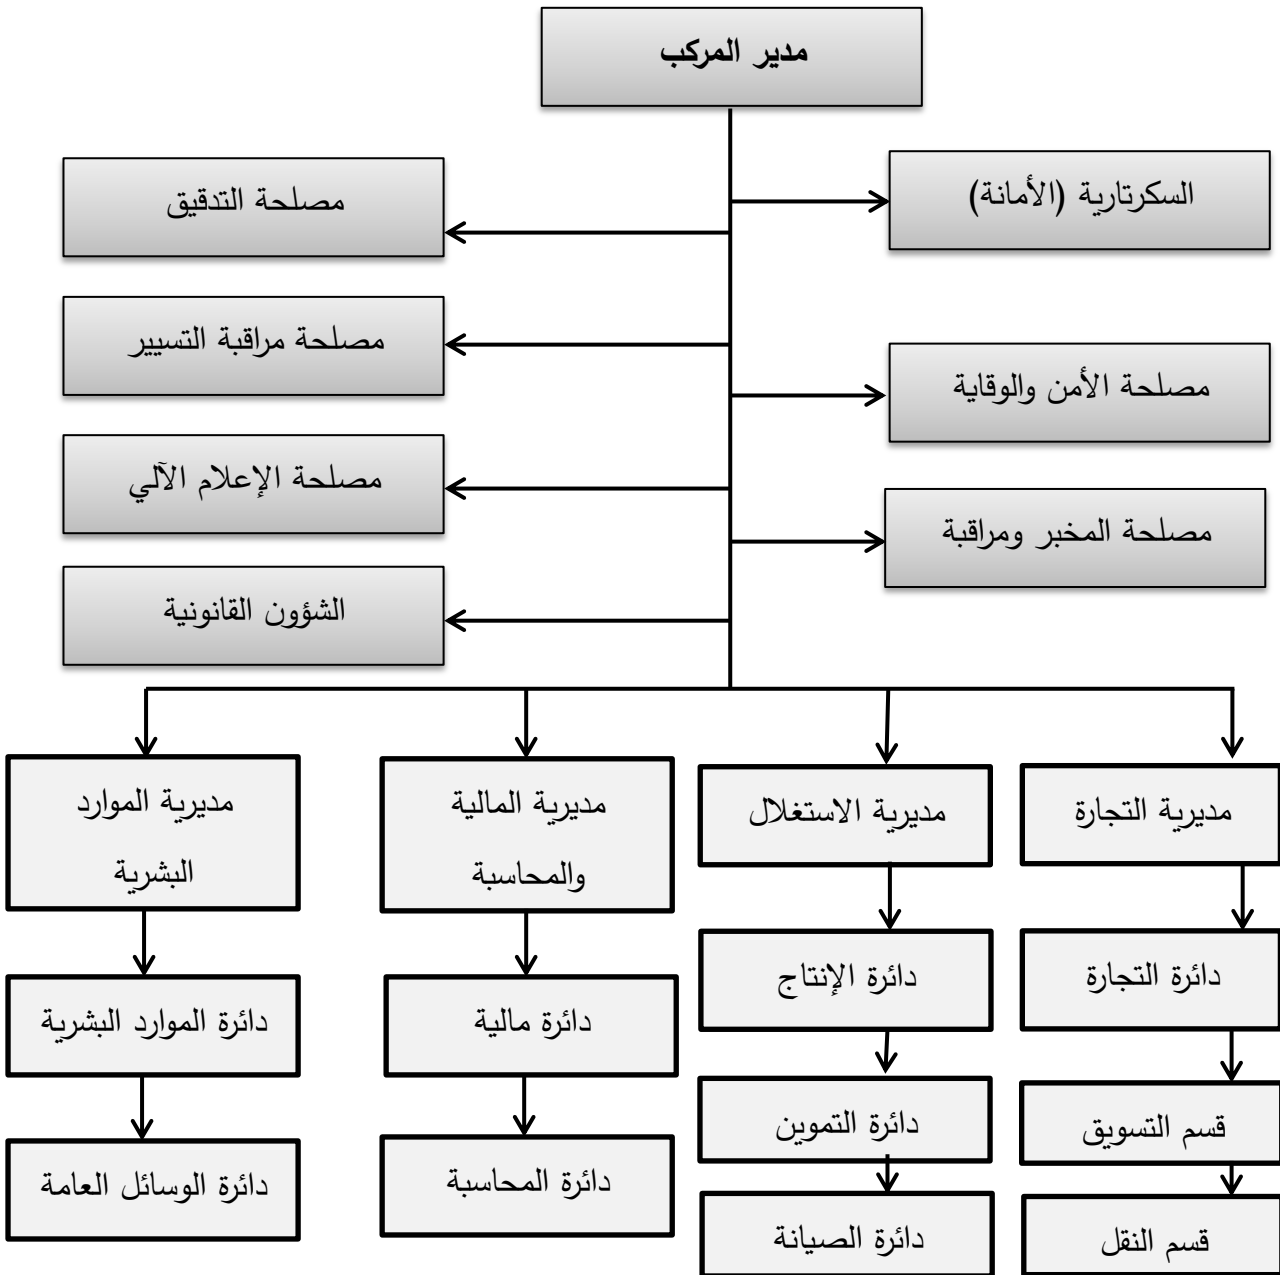 مدير المركب
السكرتارية (الأمانة)
مصلحة التدقيق
مصلحة مراقبة التسيير
مصلحة الأمن والوقاية
مصلحة الإعلام الآلي
مصلحة المخبر ومراقبة
الشؤون القانونية
مديرية التجارة
مديرية الاستغلال
مديرية المالية
والمحاسبة
مديرية الموارد
البشرية
دائرة التجارة
دائرة الإنتاج
دائرة مالية
دائرة الموارد البشرية
قسم التسويق
دائرة التموين
دائرة المحاسبة
دائرة الوسائل العامة
قسم النقل
دائرة الصيانة